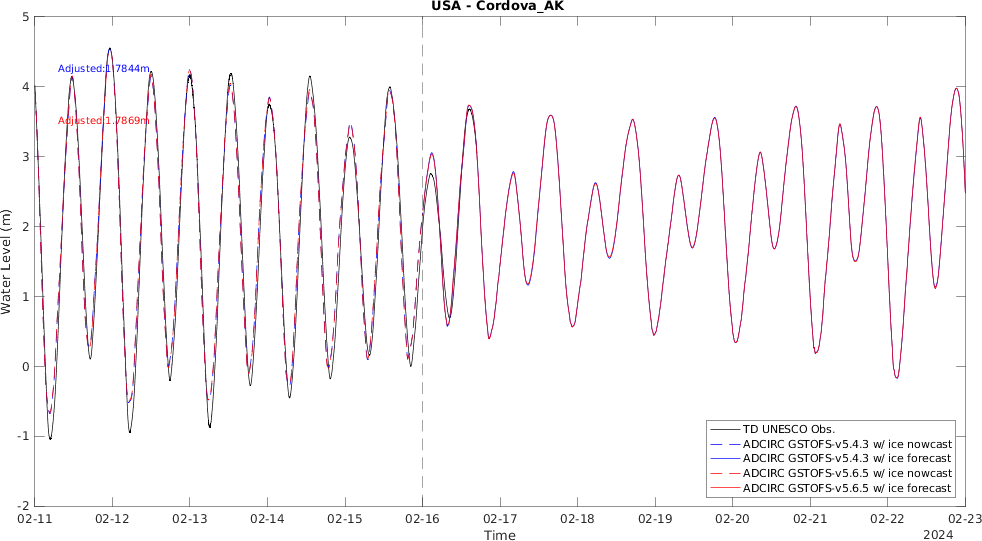 USA - Cordova_AK
5
4
3
2
1
0
-1
-2
Water Level (m)
Adjusted:1.7844m
Adjusted:1.7869m
TD UNESCO Obs.
ADCIRC GSTOFS-v5.4.3 w/ ice nowcast
ADCIRC GSTOFS-v5.4.3 w/ ice forecast
ADCIRC GSTOFS-v5.6.5 w/ ice nowcast
ADCIRC GSTOFS-v5.6.5 w/ ice forecast
02-11 02-12 02-13 02-14 02-15 02-16 02-17 02-18 02-19 02-20 02-21 02-22 02-23
Time
2024